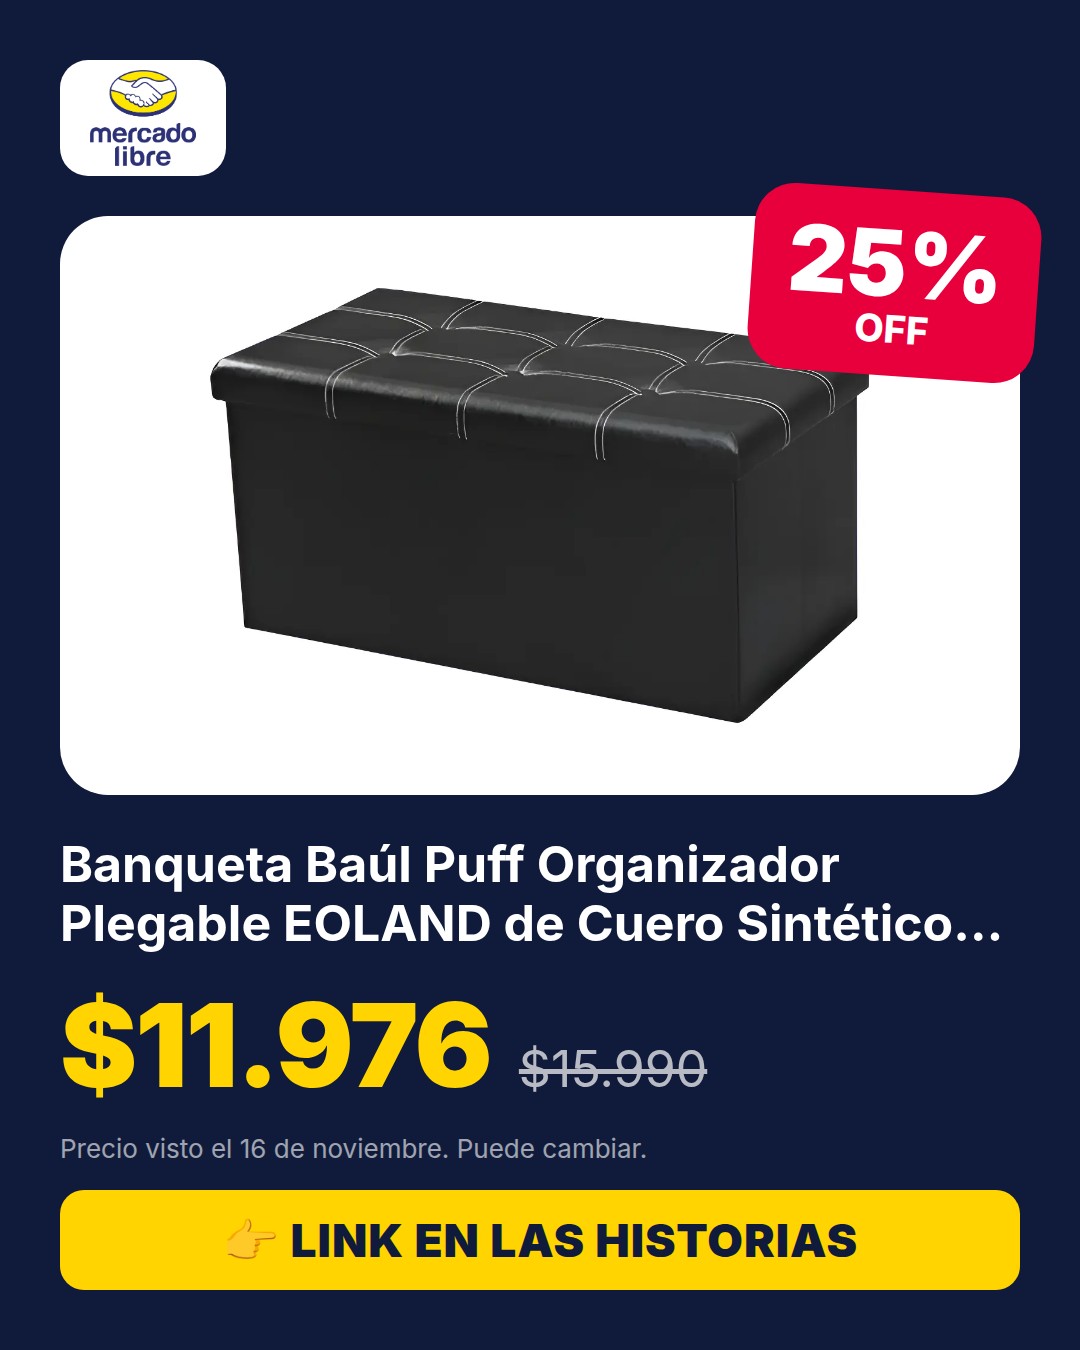 mercado
libre
25%
OFF
Banqueta Baúl Puff Organizador
Plegable EOLAND de Cuero Sintético...
$11.976 $15.990
Precio visto el 16 de noviembre. Puede cambiar.
👉 LINK EN LAS HISTORIAS